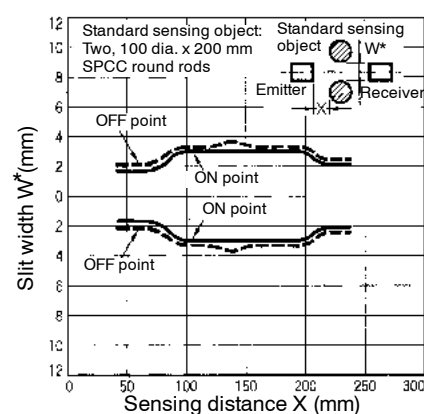 Standard sensing object:
Two, 100 dia. x 200 mm
SPCC round rods
Standard sensing
object
W*
Emitter
X
Receiver
OFF point
ON point
ON point
OFF point
Slit width W*(mm)
12
10
8
6
4
2
0
2
4
6
8
10
12
0 50 100 150 200 250 300
Sensing distance X (mm)